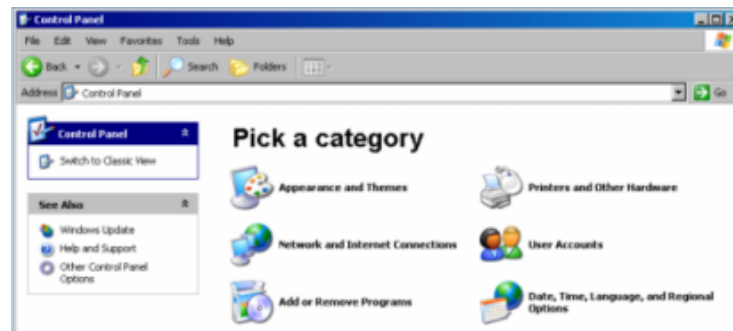 Control Panel
File Edit View Favorites Tools Help
Back Search Folders
Address Control Panel Go
Control Panel
Switch to Classic View
See Also
Windows Update
Help and Support
Other Control Panel
Options
Pick a category
Appearance and Themes
Printers and Other Hardware
Network and Internet Connections
User Accounts
Add or Remove Programs
Date, Time, Language, and Regional
Options